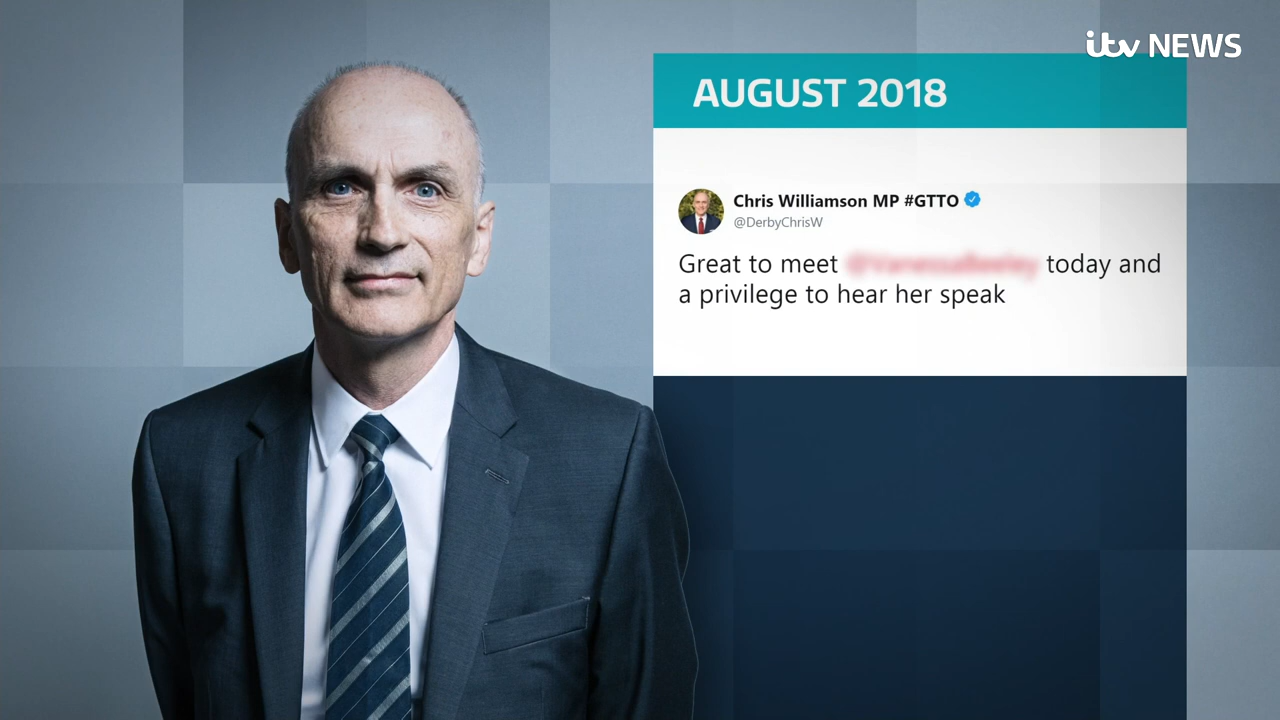 itv NEWS
AUGUST 2018
Chris Williamson MP #GTTO
@DerbyChrisW
Great to meet today and
a privilege to hear her speak